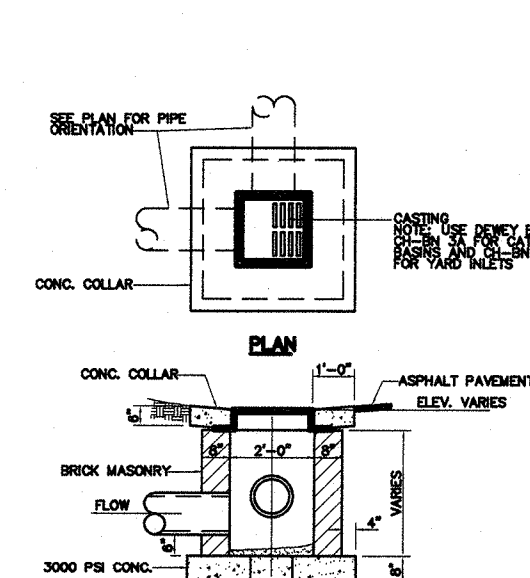 SEE PLAN FOR PIPE
ORIENTATION
CASTING
NOTE: USE DEWEY
CH-BN 3A FOR
BASINS AND CH-BN
FOR YARD INLETS
CONC. COLLAR
PLAN
CONC. COLLAR
1'-0"
ASPHALT PAVEMENT
ELEV. VARIES
6"
8"
2'-0"
8"
BRICK MASONRY
VARIES
FLOW
4"
6"
3000 PSI CONC.
8"